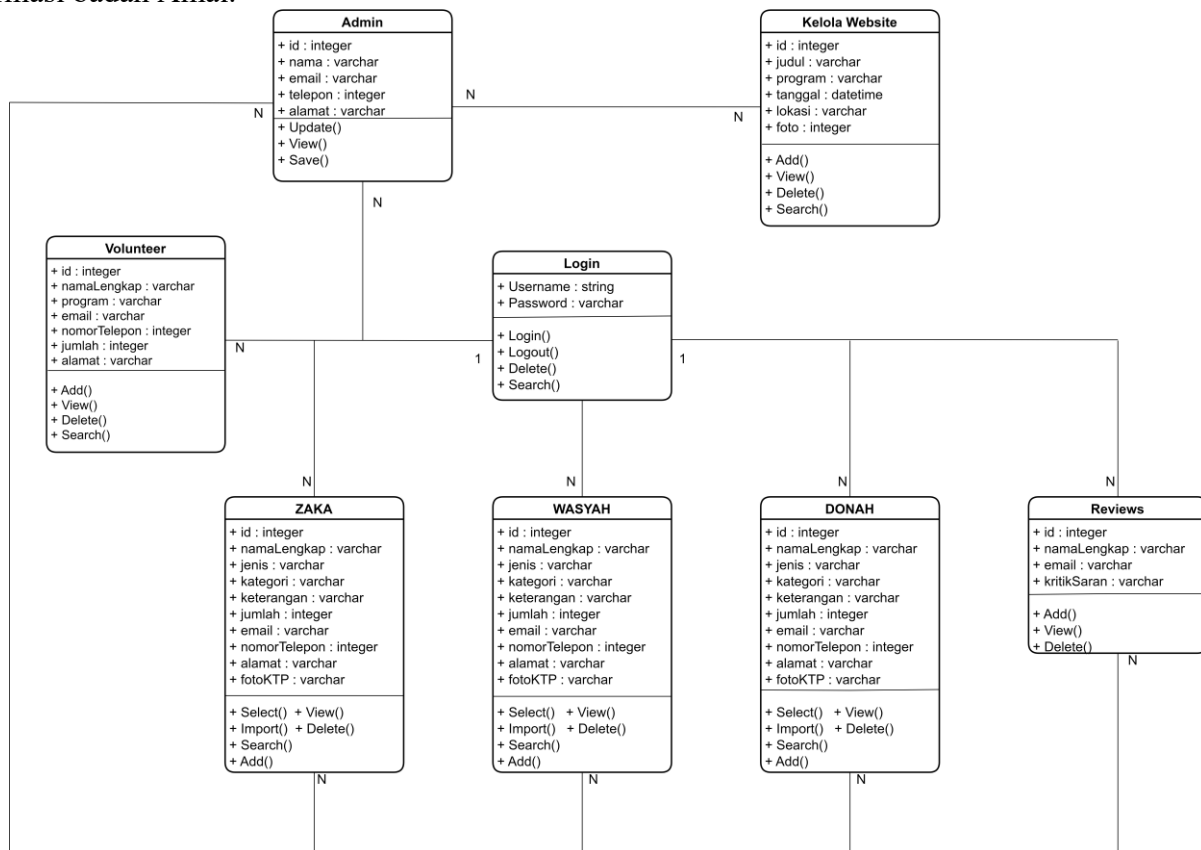 Admin
+ id : integer
+ nama : varchar
+ email : varchar
+ telepon : integer
+ alamat : varchar
+ Update()
+ View()
+ Save()
Kelola Website
+ id : integer
+ judul : varchar
+ program : varchar
+ tanggal : datetime
+ lokasi : varchar
+ foto : integer
+ Add()
+ View()
+ Delete()
+ Search()
N
N
N
N
Volunteer
+ id : integer
+ namaLengkap : varchar
+ program : varchar
+ email : varchar
+ nomorTelepon : integer
+ jumlah : integer
+ alamat : varchar
+ Add()
+ View()
+ Delete()
+ Search()
N
Login
+ Username : string
+ Password : varchar
+ Login()
+ Logout()
+ Delete()
+ Search()
1
1
N
N
N
N
ZAKA
+ id : integer
+ namaLengkap : varchar
+ jenis : varchar
+ kategori : varchar
+ keterangan : varchar
+ jumlah : integer
+ email : varchar
+ nomorTelepon : integer
+ alamat : varchar
+ fotoKTP : varchar
+ Select() + View()
+ Import() + Delete()
+ Search()
+ Add()
N
WASYAH
+ id : integer
+ namaLengkap : varchar
+ jenis : varchar
+ kategori : varchar
+ keterangan : varchar
+ jumlah : integer
+ email : varchar
+ nomorTelepon : integer
+ alamat : varchar
+ fotoKTP : varchar
+ Select() + View()
+ Import() + Delete()
+ Search()
+ Add()
N
DONAH
+ id : integer
+ namaLengkap : varchar
+ jenis : varchar
+ kategori : varchar
+ keterangan : varchar
+ jumlah : integer
+ email : varchar
+ nomorTelepon : integer
+ alamat : varchar
+ fotoKTP : varchar
+ Select() + View()
+ Import() + Delete()
+ Search()
+ Add()
N
Reviews
+ id : integer
+ namaLengkap : varchar
+ email : varchar
+ kritikSaran : varchar
+ Add()
+ View()
+ Delete()
N